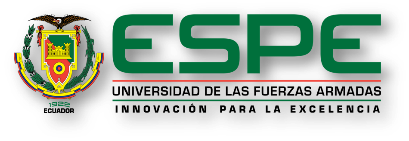 ESPE
UNIVERSIDAD DE LAS FUERZAS ARMADAS
INNOVACIÓN PARA LA EXCELENCIA
1922
ECUADOR